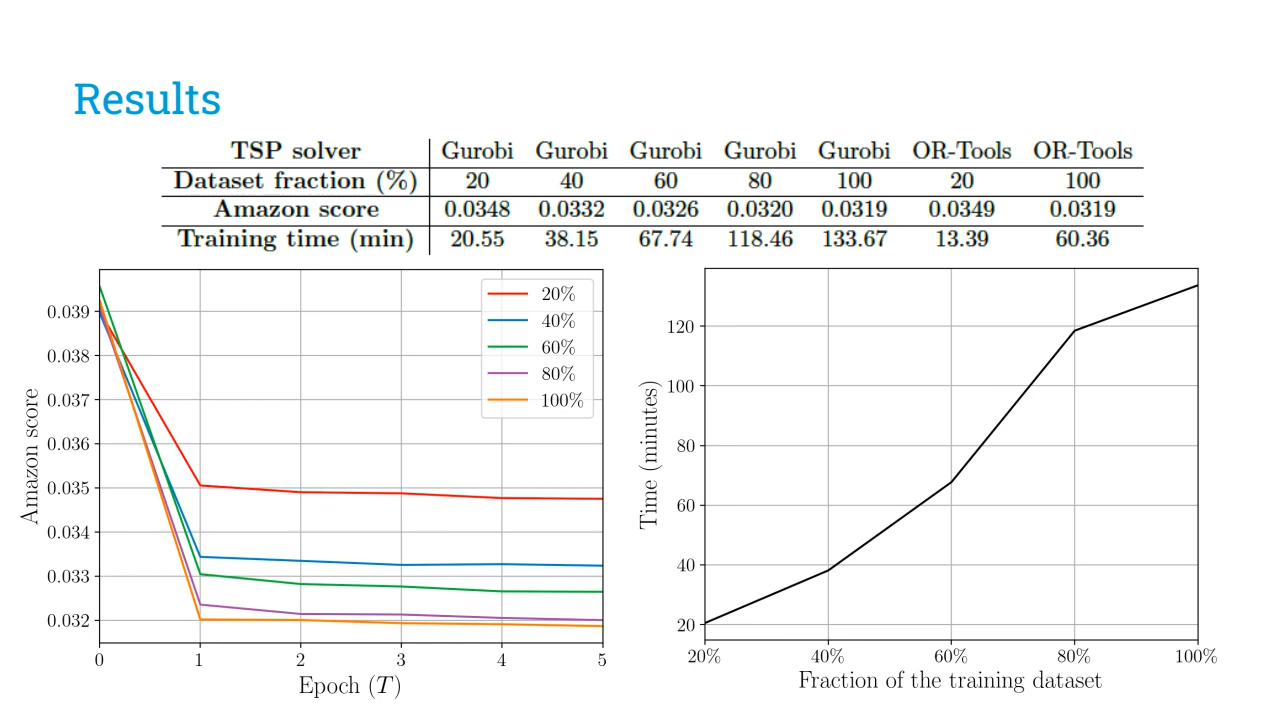 Results
TSP solver Gurobi Gurobi Gurobi Gurobi Gurobi OR-Tools OR-Tools
Dataset fraction (%) 20 40 60 80 100 20 100
Amazon score 0.0348 0.0332 0.0326 0.0320 0.0319 0.0349 0.0319
Training time (min) 20.55 38.15 67.74 118.46 133.67 13.39 60.36
Amazon score
0.039
0.038
0.037
0.036
0.035
0.034
0.033
0.032
20%
40%
60%
80%
100%
0 1 2 3 4 5
Epoch (T)
Time (minutes)
120
100
80
60
40
20
20% 40% 60% 80% 100%
Fraction of the training dataset